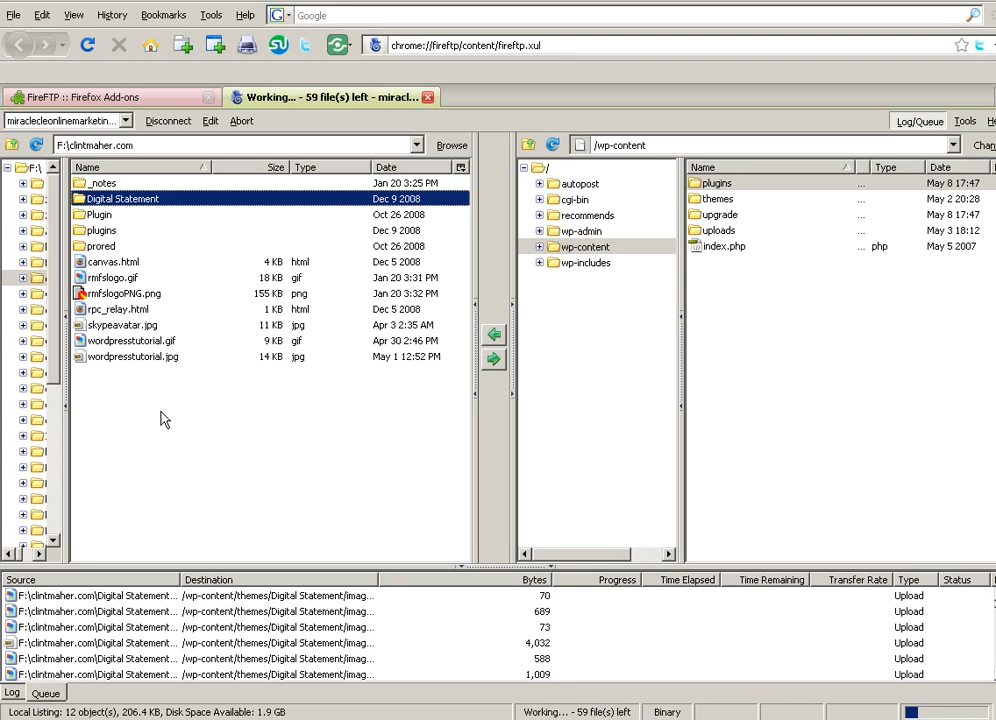 File Edit View History Bookmarks Tools Help G Google
chrome://fireftp/content/fireftp.xul
FireFTP :: Firefox Add-ons Working... - 59 file(s) left - miracl...
miraclecleonlinemarketin... Disconnect Edit Abort Log/Queue Tools He
F:\clintmaher.com Browse /wp-content Chan
F:\ Name Size Type Date / Name Type Date
_notes Jan 20 3:25 PM autopost plugins ... May 8 17:47
Digital Statement Dec 9 2008 cgi-bin themes ... May 2 20:28
Plugin Oct 26 2008 recommends upgrade ... May 8 17:47
plugins Dec 9 2008 wp-admin uploads ... May 3 18:12
prored Oct 26 2008 wp-content index.php ... php May 5 2007
canvas.html 4 KB html Dec 5 2008 wp-includes
rmfslogo.gif 18 KB gif Jan 20 3:31 PM
rmfslogoPNG.png 155 KB png Jan 20 3:32 PM
rpc_relay.html 1 KB html Dec 5 2008
skypeavatar.jpg 11 KB jpg Apr 3 2:35 AM
wordpresstutorial.gif 9 KB gif Apr 30 2:46 PM
wordpresstutorial.jpg 14 KB jpg May 1 12:52 PM
Source Destination Bytes Progress Time Elapsed Time Remaining Transfer Rate Type Status
F:\clintmaher.com\Digital Statement... /wp-content/themes/Digital Statement/imag... 70 Upload
F:\clintmaher.com\Digital Statement... /wp-content/themes/Digital Statement/imag... 689 Upload
F:\clintmaher.com\Digital Statement... /wp-content/themes/Digital Statement/imag... 73 Upload
F:\clintmaher.com\Digital Statement... /wp-content/themes/Digital Statement/imag... 4,032 Upload
F:\clintmaher.com\Digital Statement... /wp-content/themes/Digital Statement/imag... 588 Upload
F:\clintmaher.com\Digital Statement... /wp-content/themes/Digital Statement/imag... 1,009 Upload
Log Queue
Local Listing: 12 object(s), 206.4 KB, Disk Space Available: 1.9 GB Working... - 59 file(s) left Binary